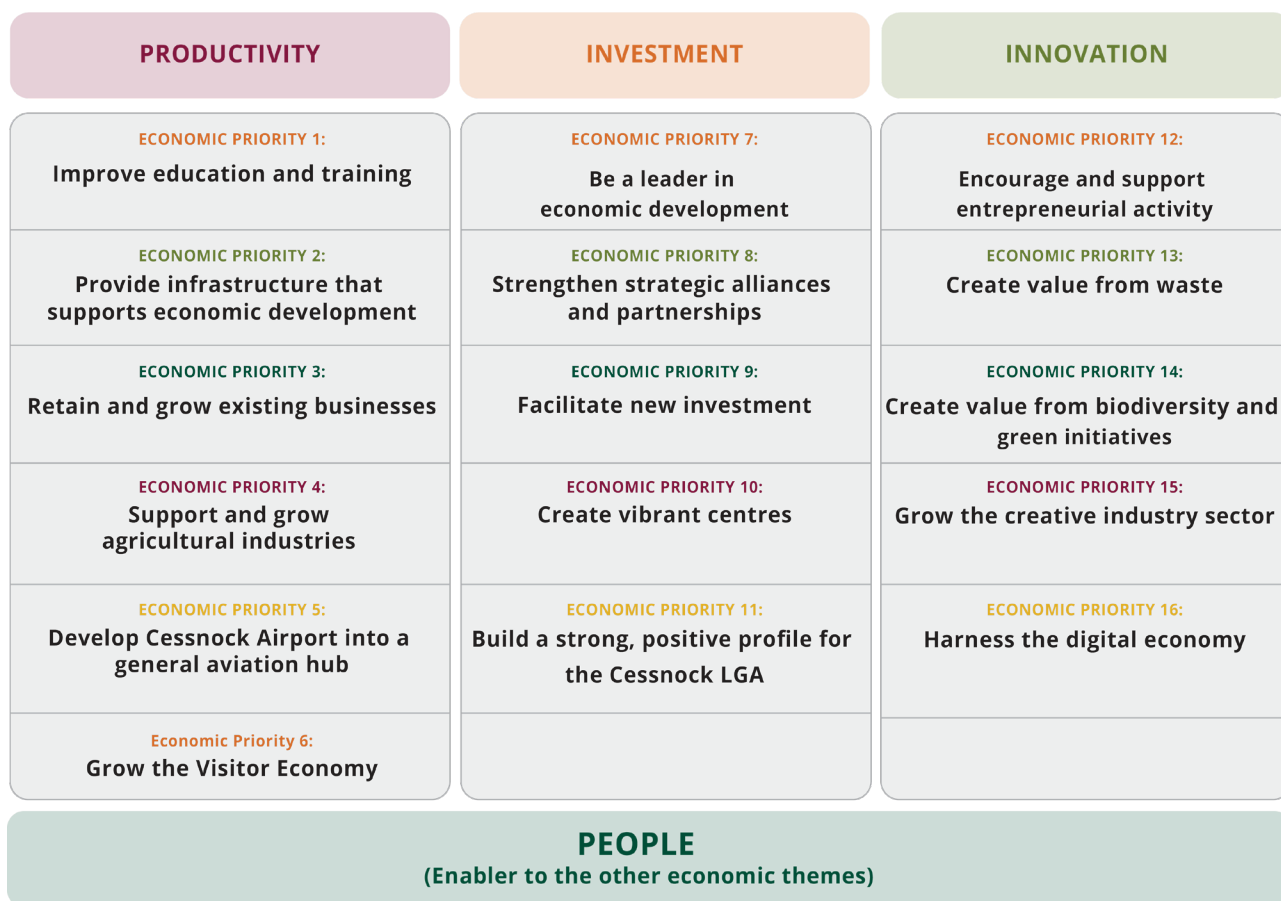 PRODUCTIVITY
ECONOMIC PRIORITY 1:
Improve education and training
ECONOMIC PRIORITY 2:
Provide infrastructure that
supports economic development
ECONOMIC PRIORITY 3:
Retain and grow existing businesses
ECONOMIC PRIORITY 4:
Support and grow
agricultural industries
ECONOMIC PRIORITY 5:
Develop Cessnock Airport into a
general aviation hub
Economic Priority 6:
Grow the Visitor Economy
INVESTMENT
ECONOMIC PRIORITY 7:
Be a leader in
economic development
ECONOMIC PRIORITY 8:
Strengthen strategic alliances
and partnerships
ECONOMIC PRIORITY 9:
Facilitate new investment
ECONOMIC PRIORITY 10:
Create vibrant centres
ECONOMIC PRIORITY 11:
Build a strong, positive profile for
the Cessnock LGA
INNOVATION
ECONOMIC PRIORITY 12:
Encourage and support
entrepreneurial activity
ECONOMIC PRIORITY 13:
Create value from waste
ECONOMIC PRIORITY 14:
Create value from biodiversity and
green initiatives
ECONOMIC PRIORITY 15:
Grow the creative industry sector
ECONOMIC PRIORITY 16:
Harness the digital economy
PEOPLE
(Enabler to the other economic themes)